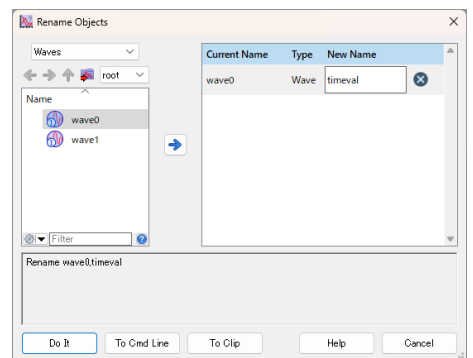 Rename Objects
Waves
root
Name
wave0
wave1
Filter
Current Name Type New Name
wave0 Wave timeval
Rename wave0,timeval
Do It To Cmd Line To Clip Help Cancel